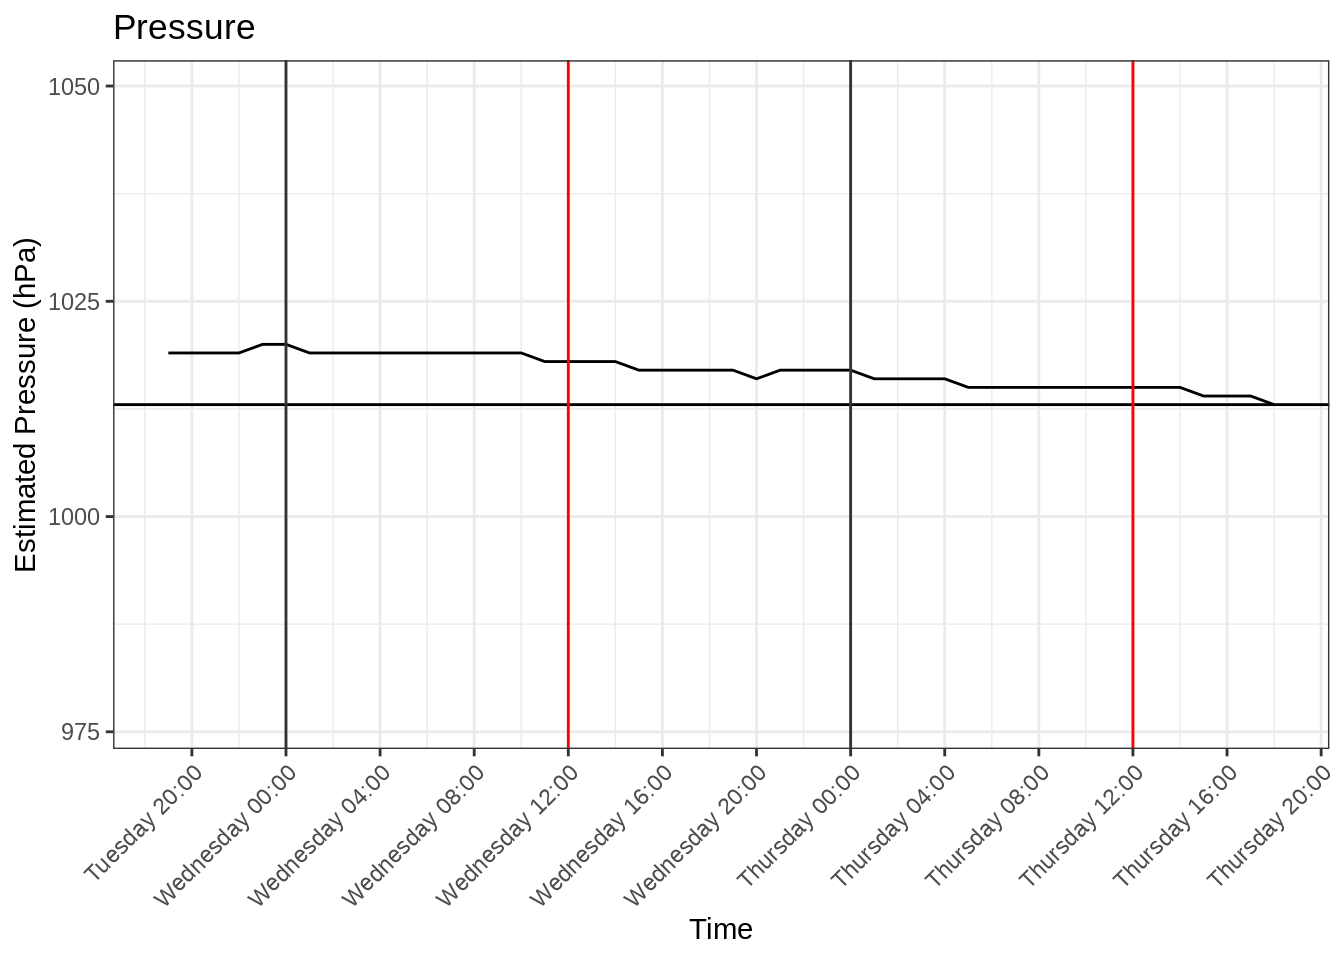 Pressure
Estimated Pressure (hPa)
1050
1025
1000
975
Tuesday 20:00
Wednesday 00:00
Wednesday 04:00
Wednesday 08:00
Wednesday 12:00
Wednesday 16:00
Wednesday 20:00
Thursday 00:00
Thursday 04:00
Thursday 08:00
Thursday 12:00
Thursday 16:00
Thursday 20:00
Time